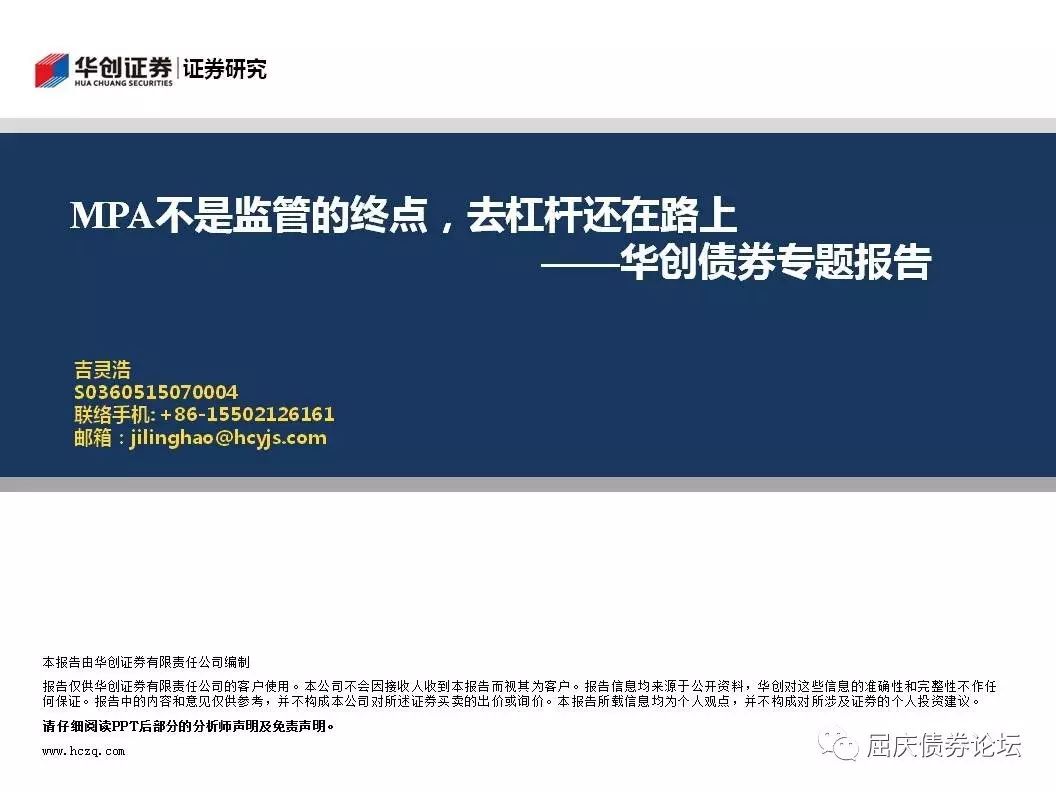 华创证券|证券研究
HUA CHUANG SECURITIES
MPA不是监管的终点，去杠杆还在路上
——华创债券专题报告
吉灵浩
S0360515070004
联络手机: +86-15502126161
邮箱：jilinghao@hcyjs.com
本报告由华创证券有限责任公司编制
报告仅供华创证券有限责任公司的客户使用。本公司不会因接收人收到本报告而视其为客户。报告信息均来源于公开资料，华创对这些信息的准确性和完整性不作任
何保证。报告中的内容和意见仅供参考，并不构成本公司对所述证券买卖的出价或询价。本报告所载信息均为个人观点，并不构成对所涉及证券的个人投资建议。
请仔细阅读PPT后部分的分析师声明及免责声明。
www.hczq.com
屈庆债券论坛